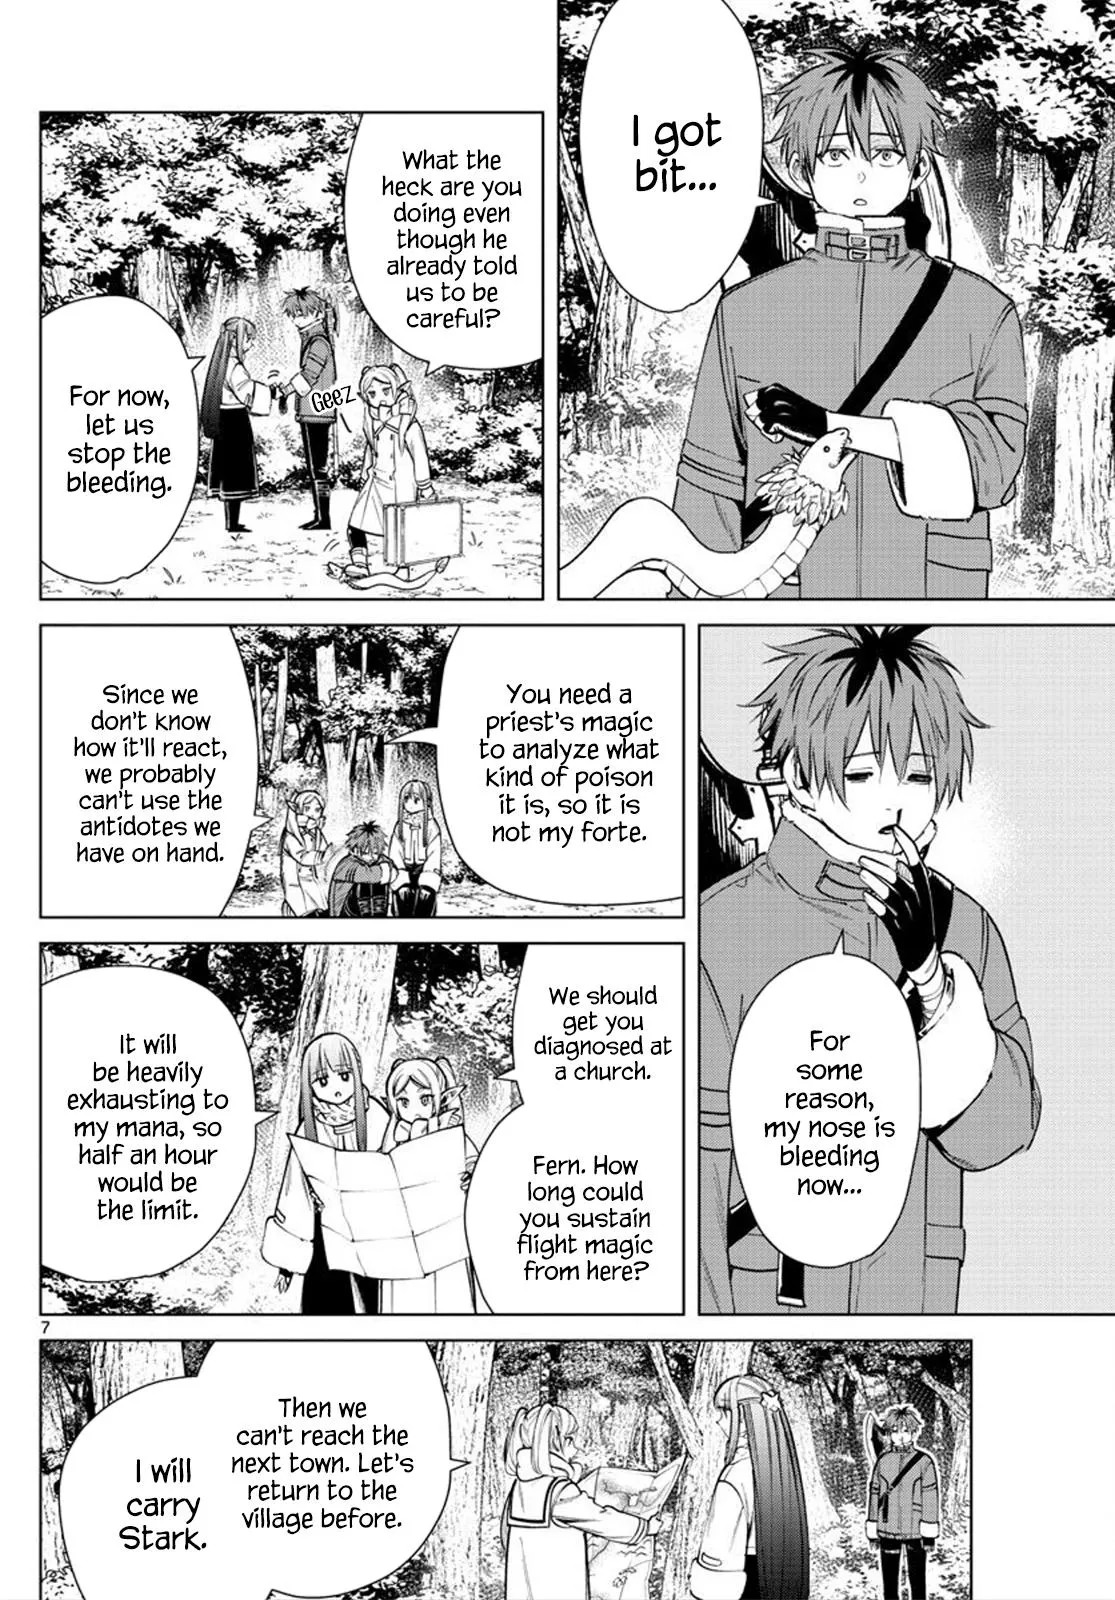 I got
bit...
What the
heck are you
doing even
though he
already told
us to be
careful?
Geez
For now,
let us
stop the
bleeding.
For
some
reason,
my nose is
bleeding
now...
You need a
priest's magic
to analyze what
kind of poison
it is, so it is
not my forte.
Since we
don't know
how it'll react,
we probably
can't use the
antidotes we
have on hand.
We should
get you
diagnosed at
a church.
Fern. How
long could
you sustain
flight magic
from here?
It will
be heavily
exhausting to
my mana, so
half an hour
would be
the limit.
7
Then we
can't reach the
next town. Let's
return to the
village before.
I will
carry
Stark.